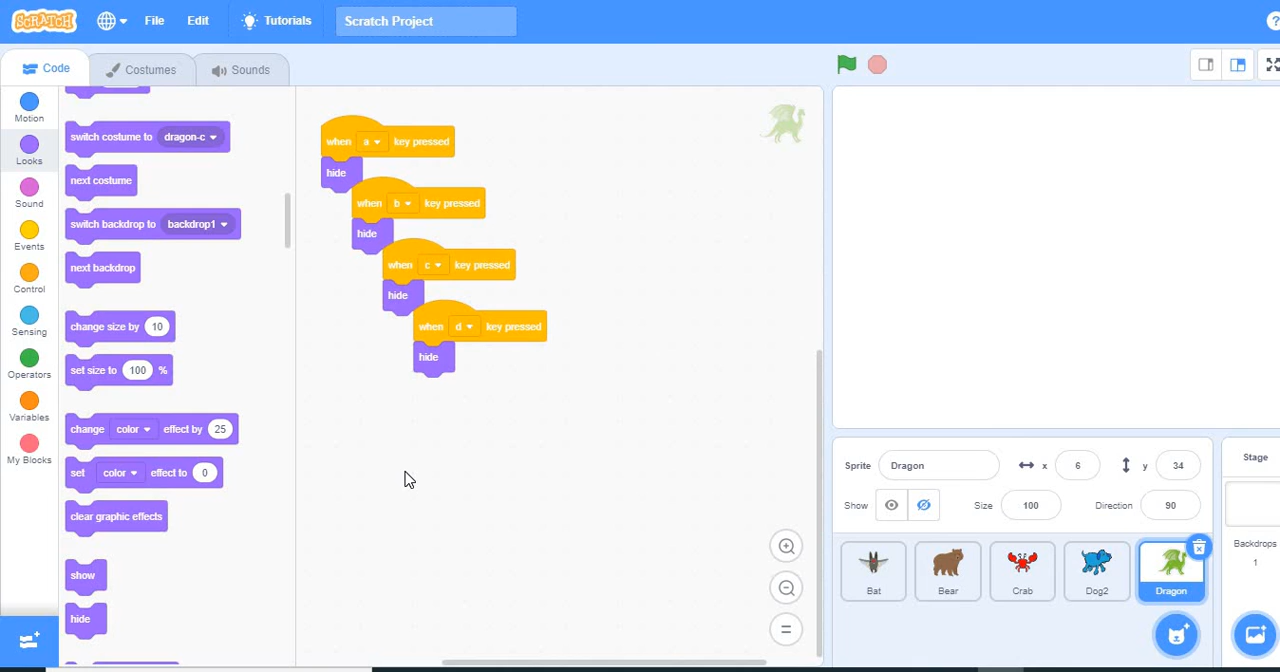 SCRATCH File Edit Tutorials Scratch Project ?
Code Costumes Sounds
Motion
Looks
Sound
Events
Control
Sensing
Operators
Variables
My Blocks
switch costume to dragon-c
next costume
switch backdrop to backdrop1
next backdrop
change size by 10
set size to 100 %
change color effect by 25
set color effect to 0
clear graphic effects
show
hide
when a key pressed
hide
when b key pressed
hide
when c key pressed
hide
when d key pressed
hide
Sprite Dragon x 6 y 34
Show Size 100 Direction 90
Bat Bear Crab Dog2 Dragon
Stage
Backdrops
1